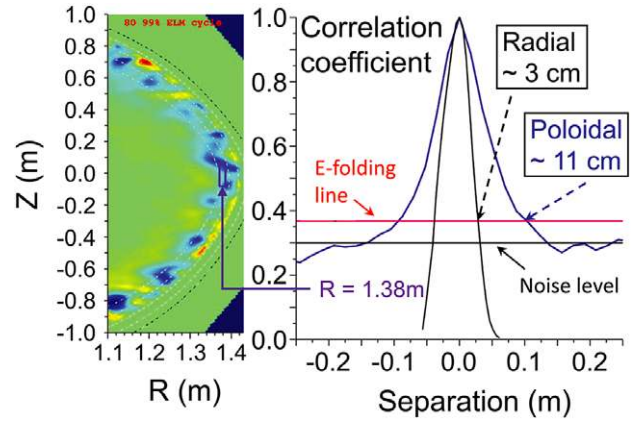 80 99% ELM cycle
1.0
0.8
0.6
0.4
0.2
0.0
-0.2
-0.4
-0.6
-0.8
-1.0
Z (m)
1.1 1.2 1.3 1.4
R (m)
R = 1.38m
Correlation
coefficient
Radial
~ 3 cm
Poloidal
~ 11 cm
E-folding
line
Noise level
1.0
0.8
0.6
0.4
0.2
0.0
-0.2 -0.1 0.0 0.1 0.2
Separation (m)